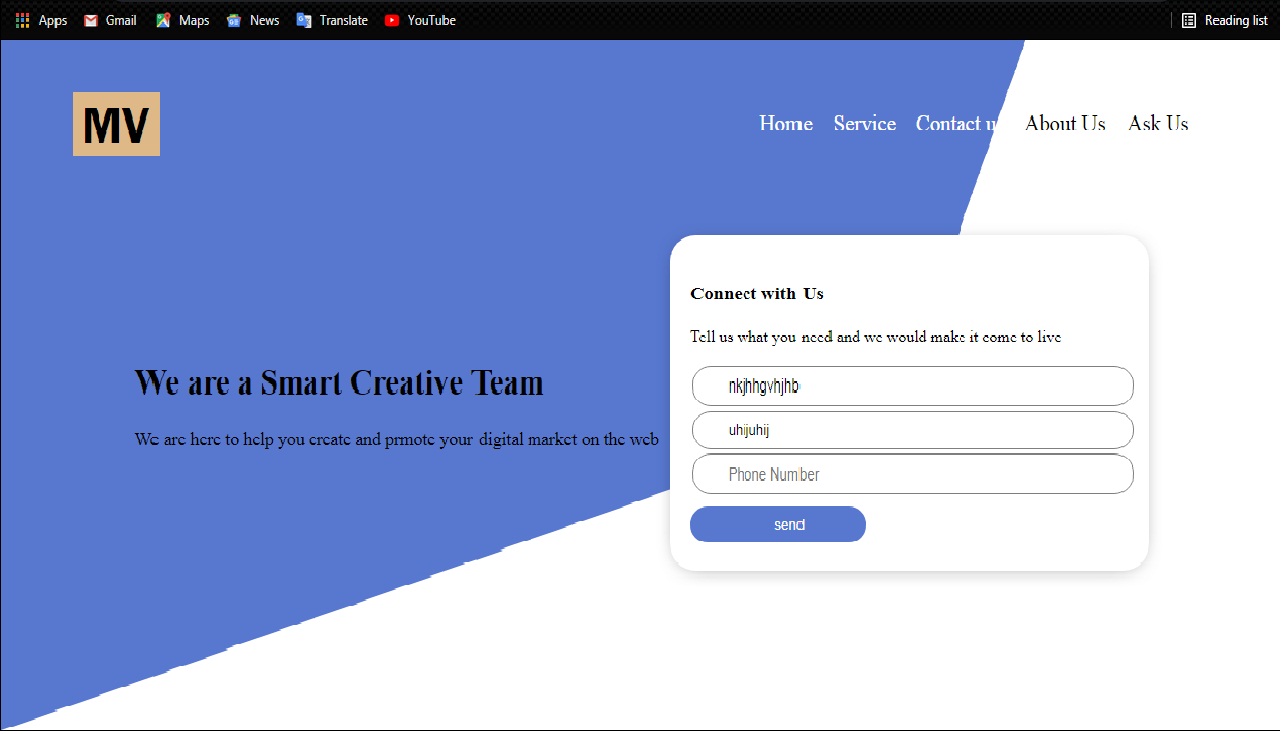 Apps Gmail Maps News Translate YouTube Reading list
MV
Home Service Contact u About Us Ask Us
Connect with Us
Tell us what you need and we would make it come to live
We are a Smart Creative Team
nkjhhgvhjhb
We are here to help you create and prmote your digital market on the web
uhijuhij
Phone Number
send